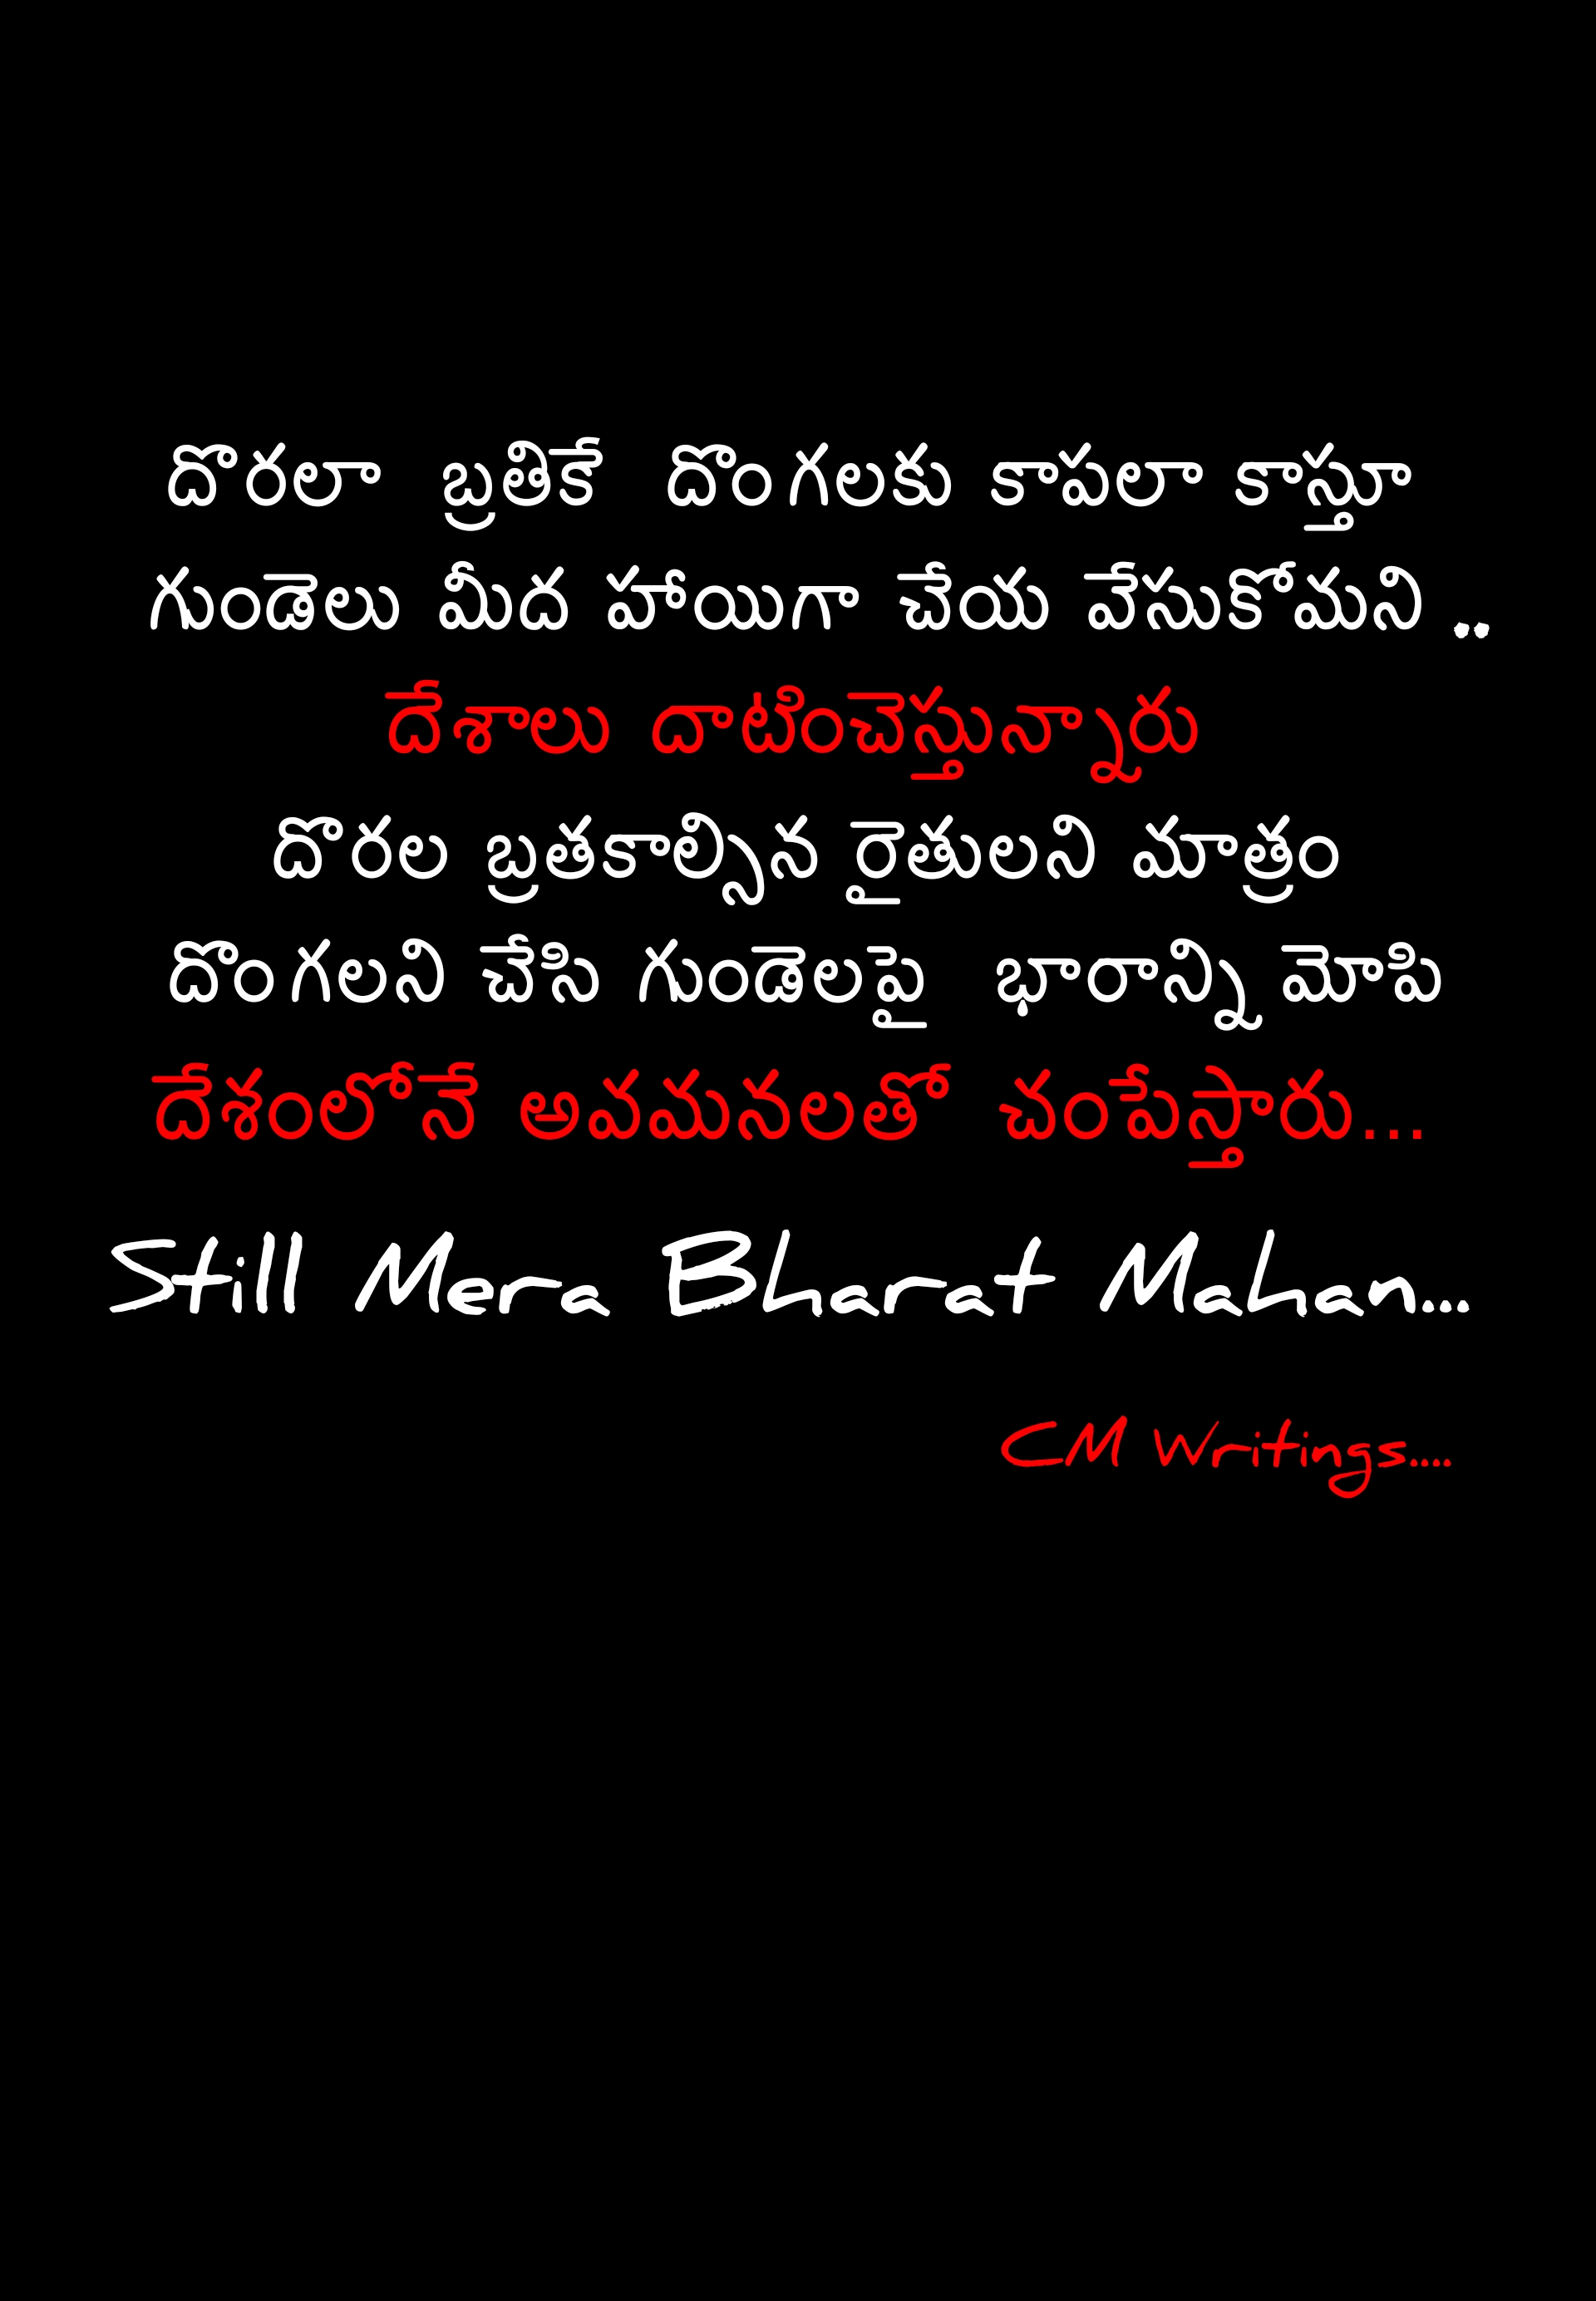 దొరలా బ్రతికే దొంగలకు కాపలా కాస్తూ
గుండెలు మీద హాయిగా చేయ వేసుకోమని ..
దేశాలు దాటించెస్తున్నారు
దొరల బ్రతకాల్సిన రైతులని మాత్రం
దొంగలని చేసి గుండెలపై భారాన్ని మోపి
దేశంలోనే అవమనలతో చంపేస్తారు...
Still Mera Bharat Mahan...
CM Writings....